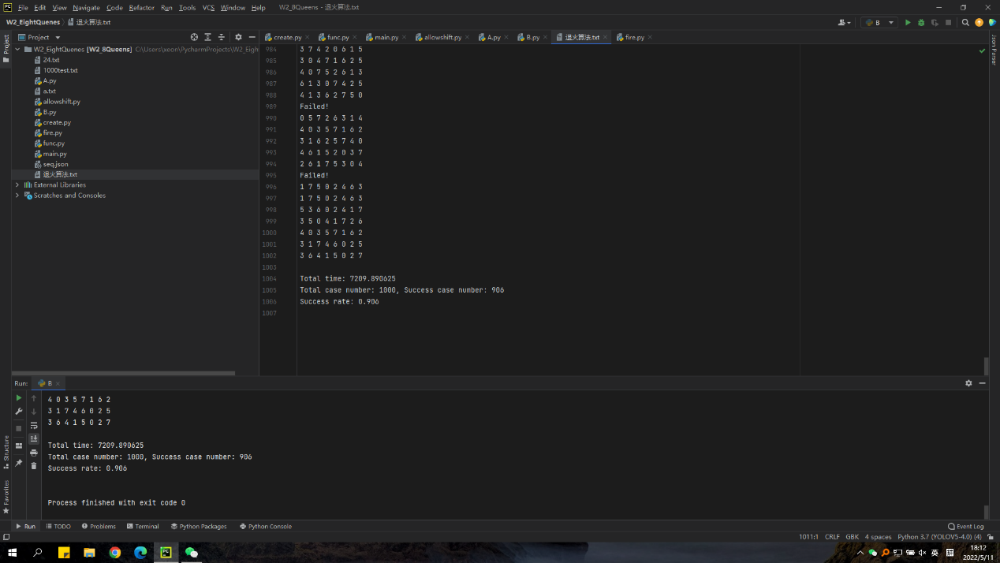 File Edit View Navigate Code Refactor Run Tools VCS Window Help W2_8Queens - 退火算法.txt
W2_EightQuenes 退火算法.txt
B
Project
create.py func.py main.py allowshift.py A.py B.py 退火算法.txt fire.py
Project
Json Parser
W2_EightQuenes [W2_8Queens] C:\Users\xeon\PycharmProjects\W2_Eigh
24.txt
1000test.txt
A.py
a.txt
allowshift.py
B.py
create.py
fire.py
func.py
main.py
seq.json
退火算法.txt
External Libraries
Scratches and Consoles
984 3 7 4 2 0 6 1 5
985 3 0 4 7 1 6 2 5
986 4 0 7 5 2 6 1 3
987 6 1 3 0 7 4 2 5
988 4 1 3 6 2 7 5 0
989 Failed!
990 0 5 7 2 6 3 1 4
991 4 0 3 5 7 1 6 2
992 3 1 6 2 5 7 4 0
993 4 6 1 5 2 0 3 7
994 2 6 1 7 5 3 0 4
995 Failed!
996 1 7 5 0 2 4 6 3
997 1 7 5 0 2 4 6 3
998 5 3 6 0 2 4 1 7
999 3 5 0 4 1 7 2 6
1000 4 0 3 5 7 1 6 2
1001 3 1 7 4 6 0 2 5
1002 3 6 4 1 5 0 2 7
1003
1004 Total time: 7209.890625
1005 Total case number: 1000, Success case number: 906
1006 Success rate: 0.906
1007
Run: B
4 0 3 5 7 1 6 2
3 1 7 4 6 0 2 5
3 6 4 1 5 0 2 7
Total time: 7209.890625
Total case number: 1000, Success case number: 906
Success rate: 0.906
Process finished with exit code 0
Structure
Favorites
Run TODO Problems Terminal Python Packages Python Console Event Log
1011:1 CRLF GBK 4 spaces Python 3.7 (YOLOV5-4.0) (4)
英
18:12
2022/5/11